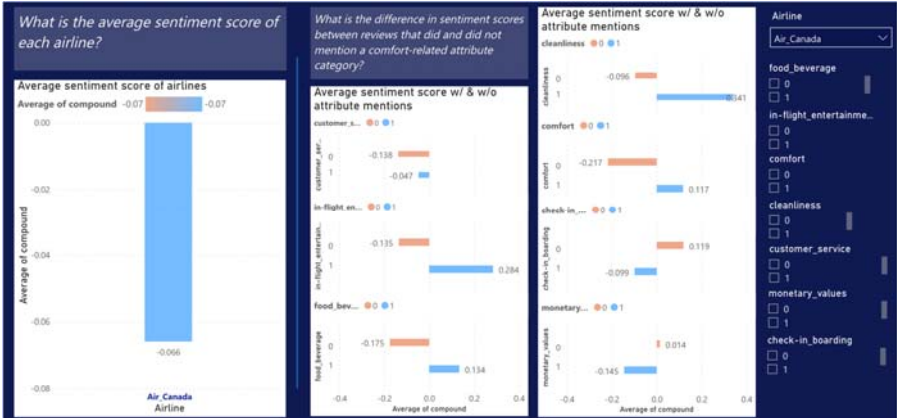 What is the average sentiment score of
each airline?
Average sentiment score of airlines
Average of compound -0.07 -0.07
0.00
-0.02
-0.04
-0.06
-0.08
Average of compound
-0.066
Air_Canada
Airline
What is the difference in sentiment scores
between reviews that did and did not
mention a comfort-related attribute
category?
Average sentiment score w/ & w/o
attribute mentions
customer_s... 0 1
customer_ser...
0
-0.138
1
-0.047
in-flight_en... 0 1
in-flight_entertain...
0
-0.135
1
0.284
food_bev... 0 1
food_beverage
0
-0.175
1
0.134
-0.4 -0.2 0.0 0.2 0.4
Average of compound
Average sentiment score w/ & w/o
attribute mentions
cleanliness 0 1
cleanliness
0
-0.096
1
0.341
comfort 0 1
comfort
0
-0.217
1
0.117
check-in_... 0 1
check-in_boarding
0
0.119
1
-0.099
monetary... 0 1
monetary_values
0
0.014
1
-0.145
-0.4 -0.2 0.0 0.2 0.4
Average of compound
Airline
Air_Canada
food_beverage
0
1
in-flight_entertainme..
0
1
comfort
0
1
cleanliness
0
1
customer_service
0
1
monetary_values
0
1
check-in_boarding
0
1